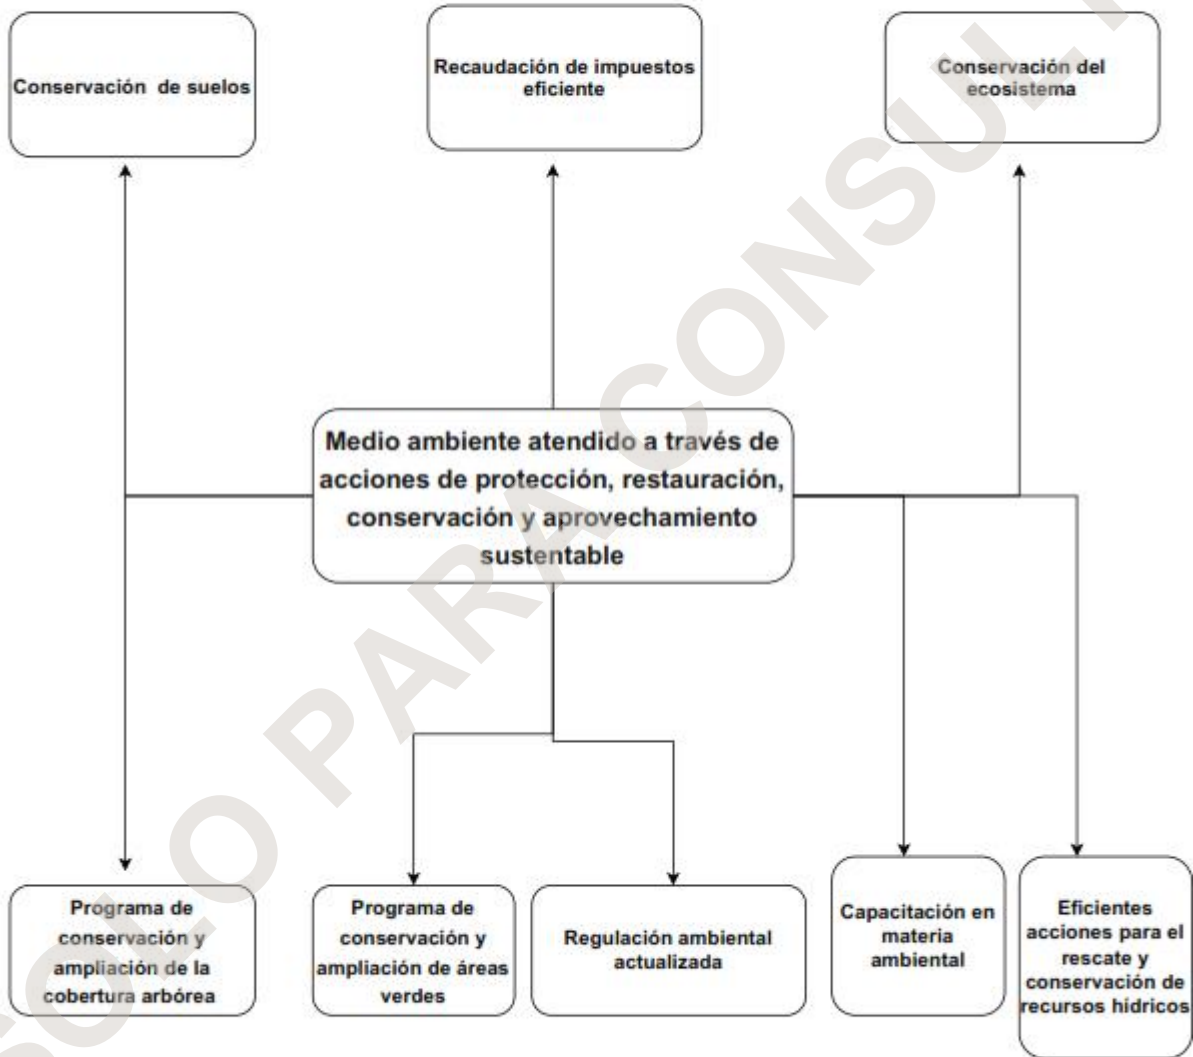 Conservación de suelos
Recaudación de impuestos
eficiente
Conservación del
ecosistema
Medio ambiente atendido a través de
acciones de protección, restauración,
conservación y aprovechamiento
sustentable
Programa de
conservación y
ampliación de la
cobertura arbórea
Programa de
conservación y
ampliación de áreas
verdes
Regulación ambiental
actualizada
Capacitación en
materia
ambiental
Eficientes
acciones para el
rescate y
conservación de
recursos hídricos
SOLO PARA CONSULT